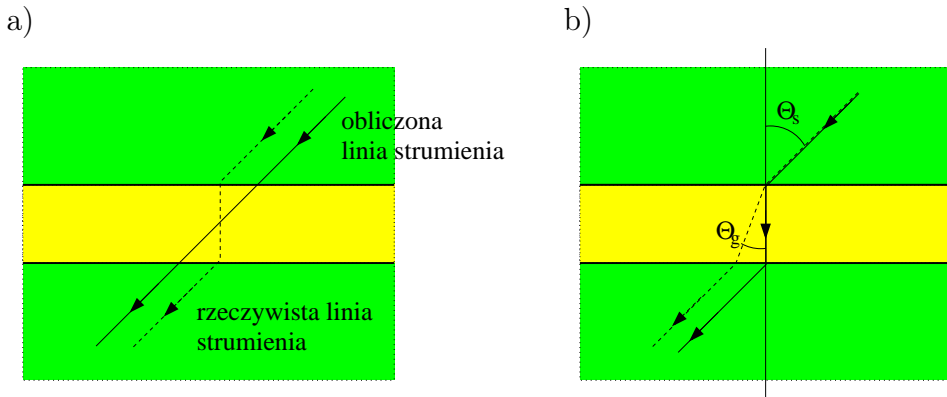 a)
obliczona
linia strumienia
rzeczywista linia
strumienia
b)
Θs
Θg